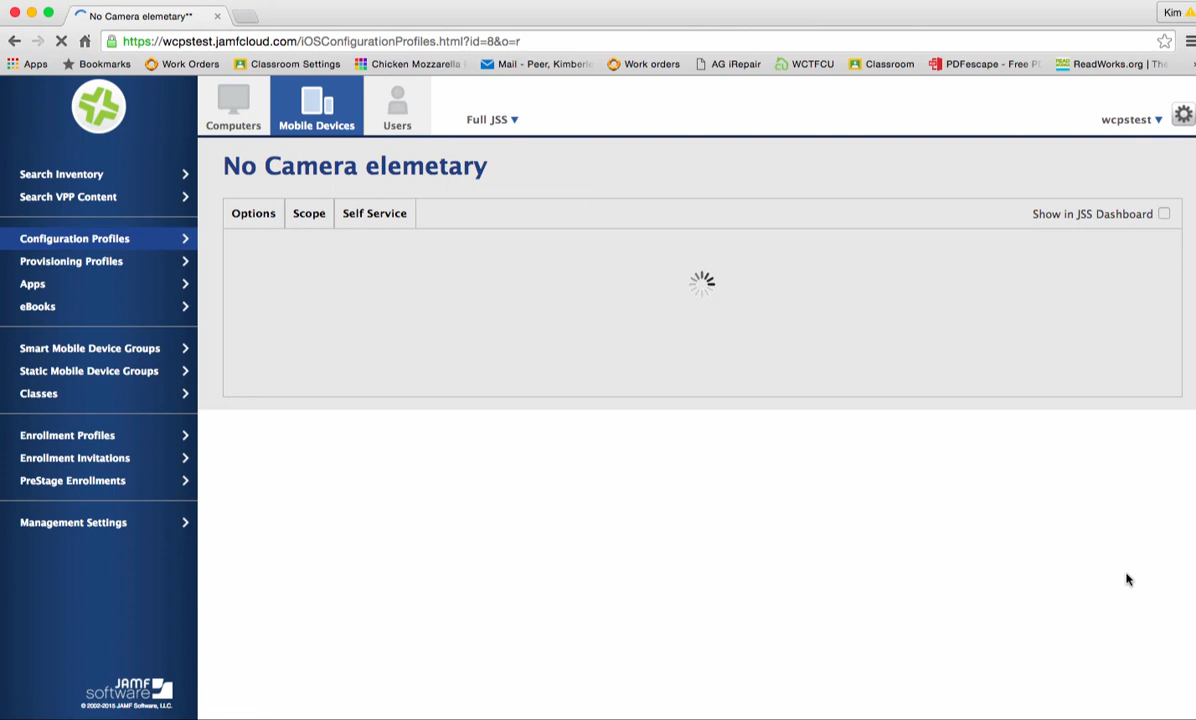 No Camera elemetary**
Kim
https://wcpstest.jamfcloud.com/iOSConfigurationProfiles.html?id=8&o=r
Apps Bookmarks Work Orders Classroom Settings Chicken Mozzarella Mail - Peer, Kimberle Work orders AG iRepair WCTFCU Classroom PDFescape - Free P ReadWorks.org | The
Computers Mobile Devices Users Full JSS wcpstest
No Camera elemetary
Options Scope Self Service Show in JSS Dashboard
Search Inventory
Search VPP Content
Configuration Profiles
Provisioning Profiles
Apps
eBooks
Smart Mobile Device Groups
Static Mobile Device Groups
Classes
Enrollment Profiles
Enrollment Invitations
PreStage Enrollments
Management Settings
JAMF
software
© 2002-2015 JAMF Software, LLC.